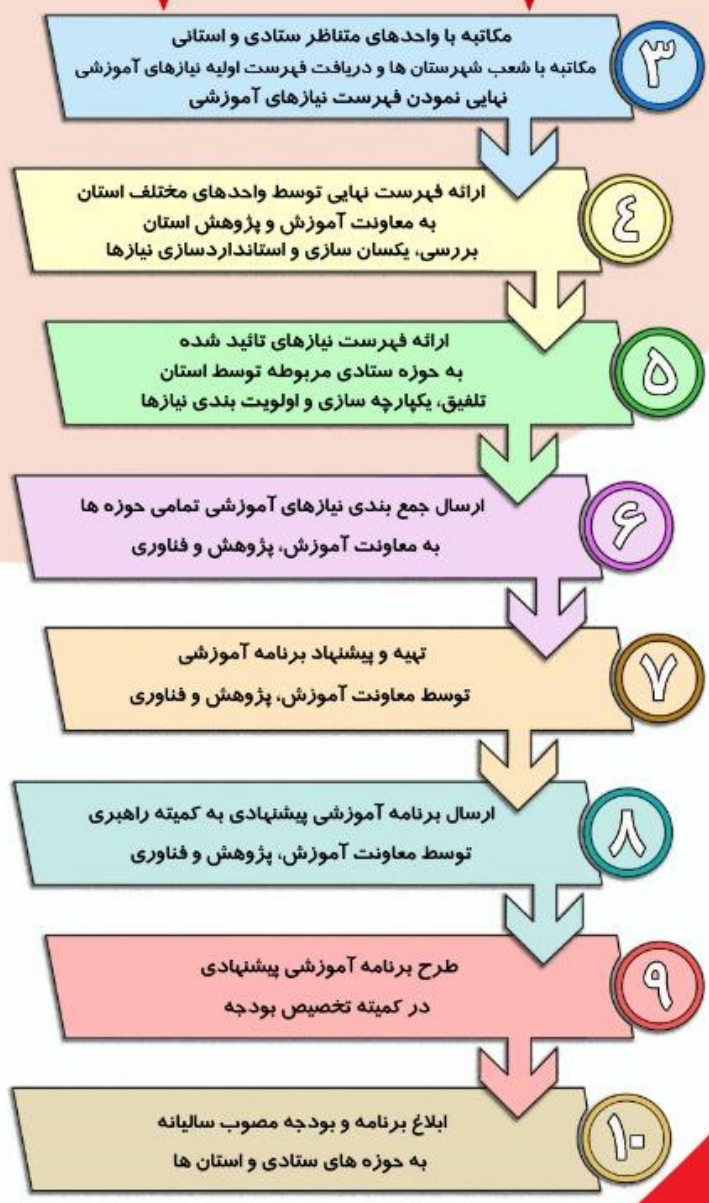 ۳
مکاتبه با واحدهای متناظر ستادی و استانی
مکاتبه با شعب شهرستان ها و دریافت فهرست اولیه نیازهای آموزشی
نهایی نمودن فهرست نیازهای آموزشی
٤
ارائه فهرست نهایی توسط واحدهای مختلف استان
به معاونت آموزش و پژوهش استان
بررسی، یکسان سازی و استانداردسازی نیازها
۵
ارائه فهرست نیازهای تائید شده
به حوزه ستادی مربوطه توسط استان
تلفیق، یکپارچه سازی و اولویت بندی نیازها
۶
ارسال جمع بندی نیازهای آموزشی تمامی حوزه ها
به معاونت آموزش، پژوهش و فناوری
۷
تهیه و پیشنهاد برنامه آموزشی
توسط معاونت آموزش، پژوهش و فناوری
۸
ارسال برنامه آموزشی پیشنهادی به کمیته راهبری
توسط معاونت آموزش، پژوهش و فناوری
۹
طرح برنامه آموزشی پیشنهادی
در کمیته تخصیص بودجه
۱۰
ابلاغ برنامه و بودجه مصوب سالیانه
به حوزه های ستادی و استان ها